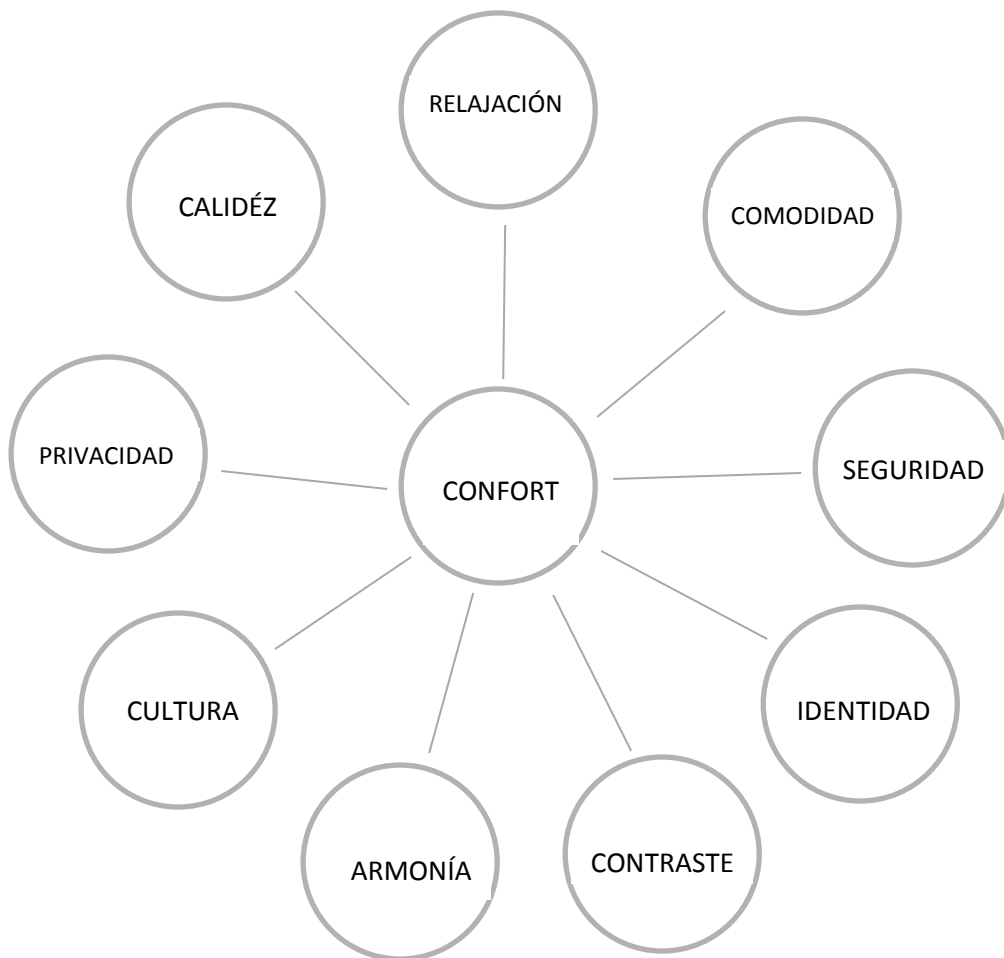 RELAJACIÓN
CALIDÉZ
COMODIDAD
PRIVACIDAD
SEGURIDAD
CONFORT
CULTURA
IDENTIDAD
ARMONÍA
CONTRASTE